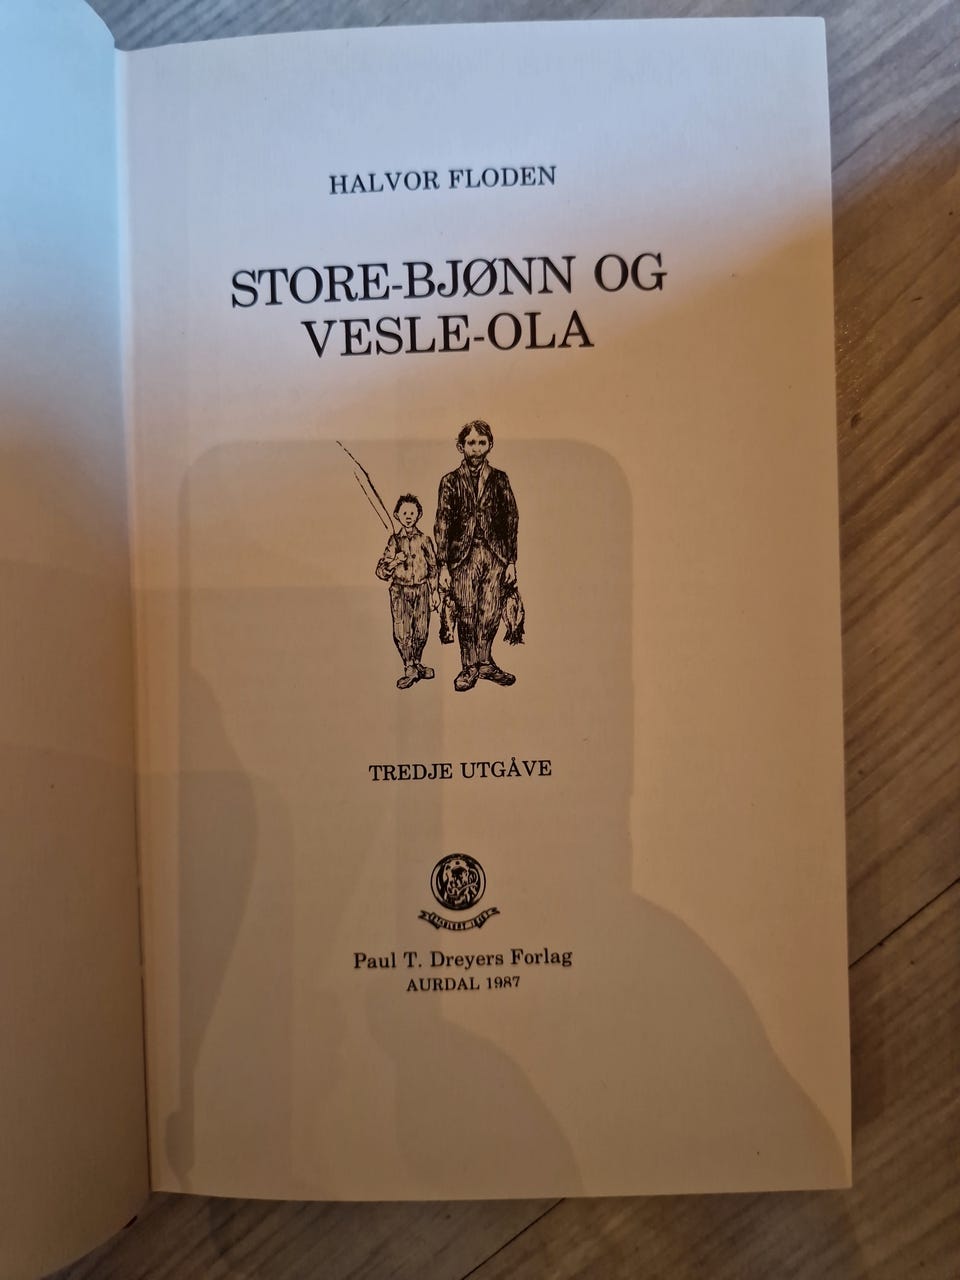 HALVOR FLODEN
STORE-BJØNN OG
VESLE-OLA
TREDJE UTGÅVE
Paul T. Dreyers Forlag
AURDAL 1987